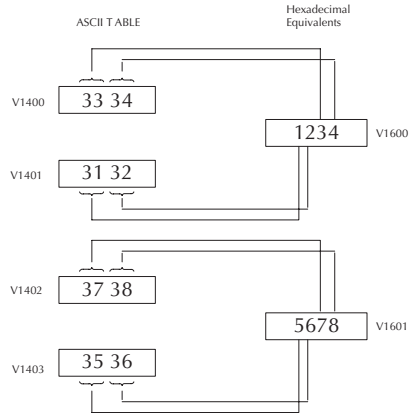 ASCII TABLE
Hexadecimal
Equivalents
V1400
33 34
1234
V1600
V1401
31 32
V1402
37 38
5678
V1601
V1403
35 36